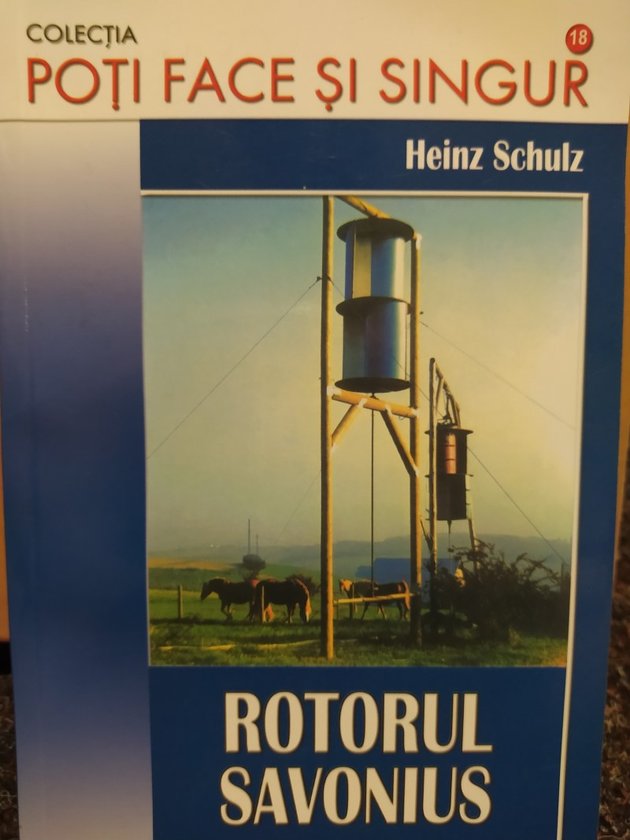 COLECȚIA
18
POȚI FACE ȘI SINGUR
Heinz Schulz
ROTORUL
SAVONIUS